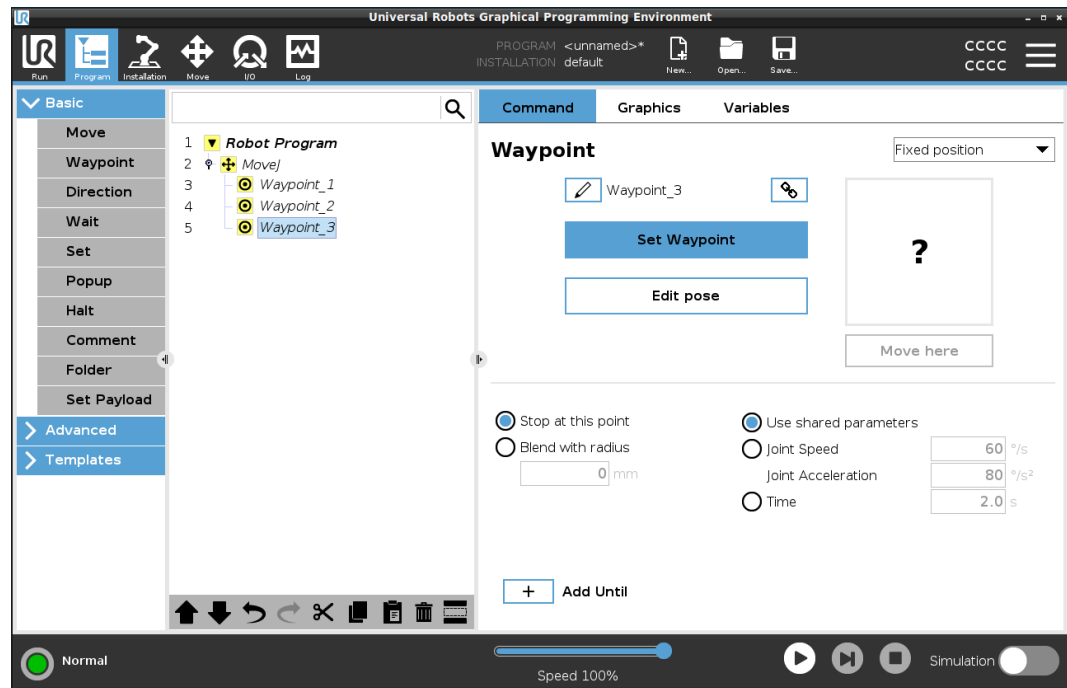 Universal Robots Graphical Programming Environment
UR
Run
Program
Installation
Move
I/O
Log
PROGRAM <unnamed>*
INSTALLATION default
New...
Open...
Save...
CCCC
CCCC
Basic
Move
Waypoint
Direction
Wait
Set
Popup
Halt
Comment
Folder
Set Payload
Advanced
Templates
1 Robot Program
2 MoveJ
3 Waypoint_1
4 Waypoint_2
5 Waypoint_3
Command Graphics Variables
Waypoint
Fixed position
Waypoint_3
Set Waypoint
Edit pose
?
Move here
Stop at this point
Blend with radius
0 mm
Use shared parameters
Joint Speed 60 °/s
Joint Acceleration 80 °/s²
Time 2.0 s
+ Add Until
Normal
Speed 100%
Simulation